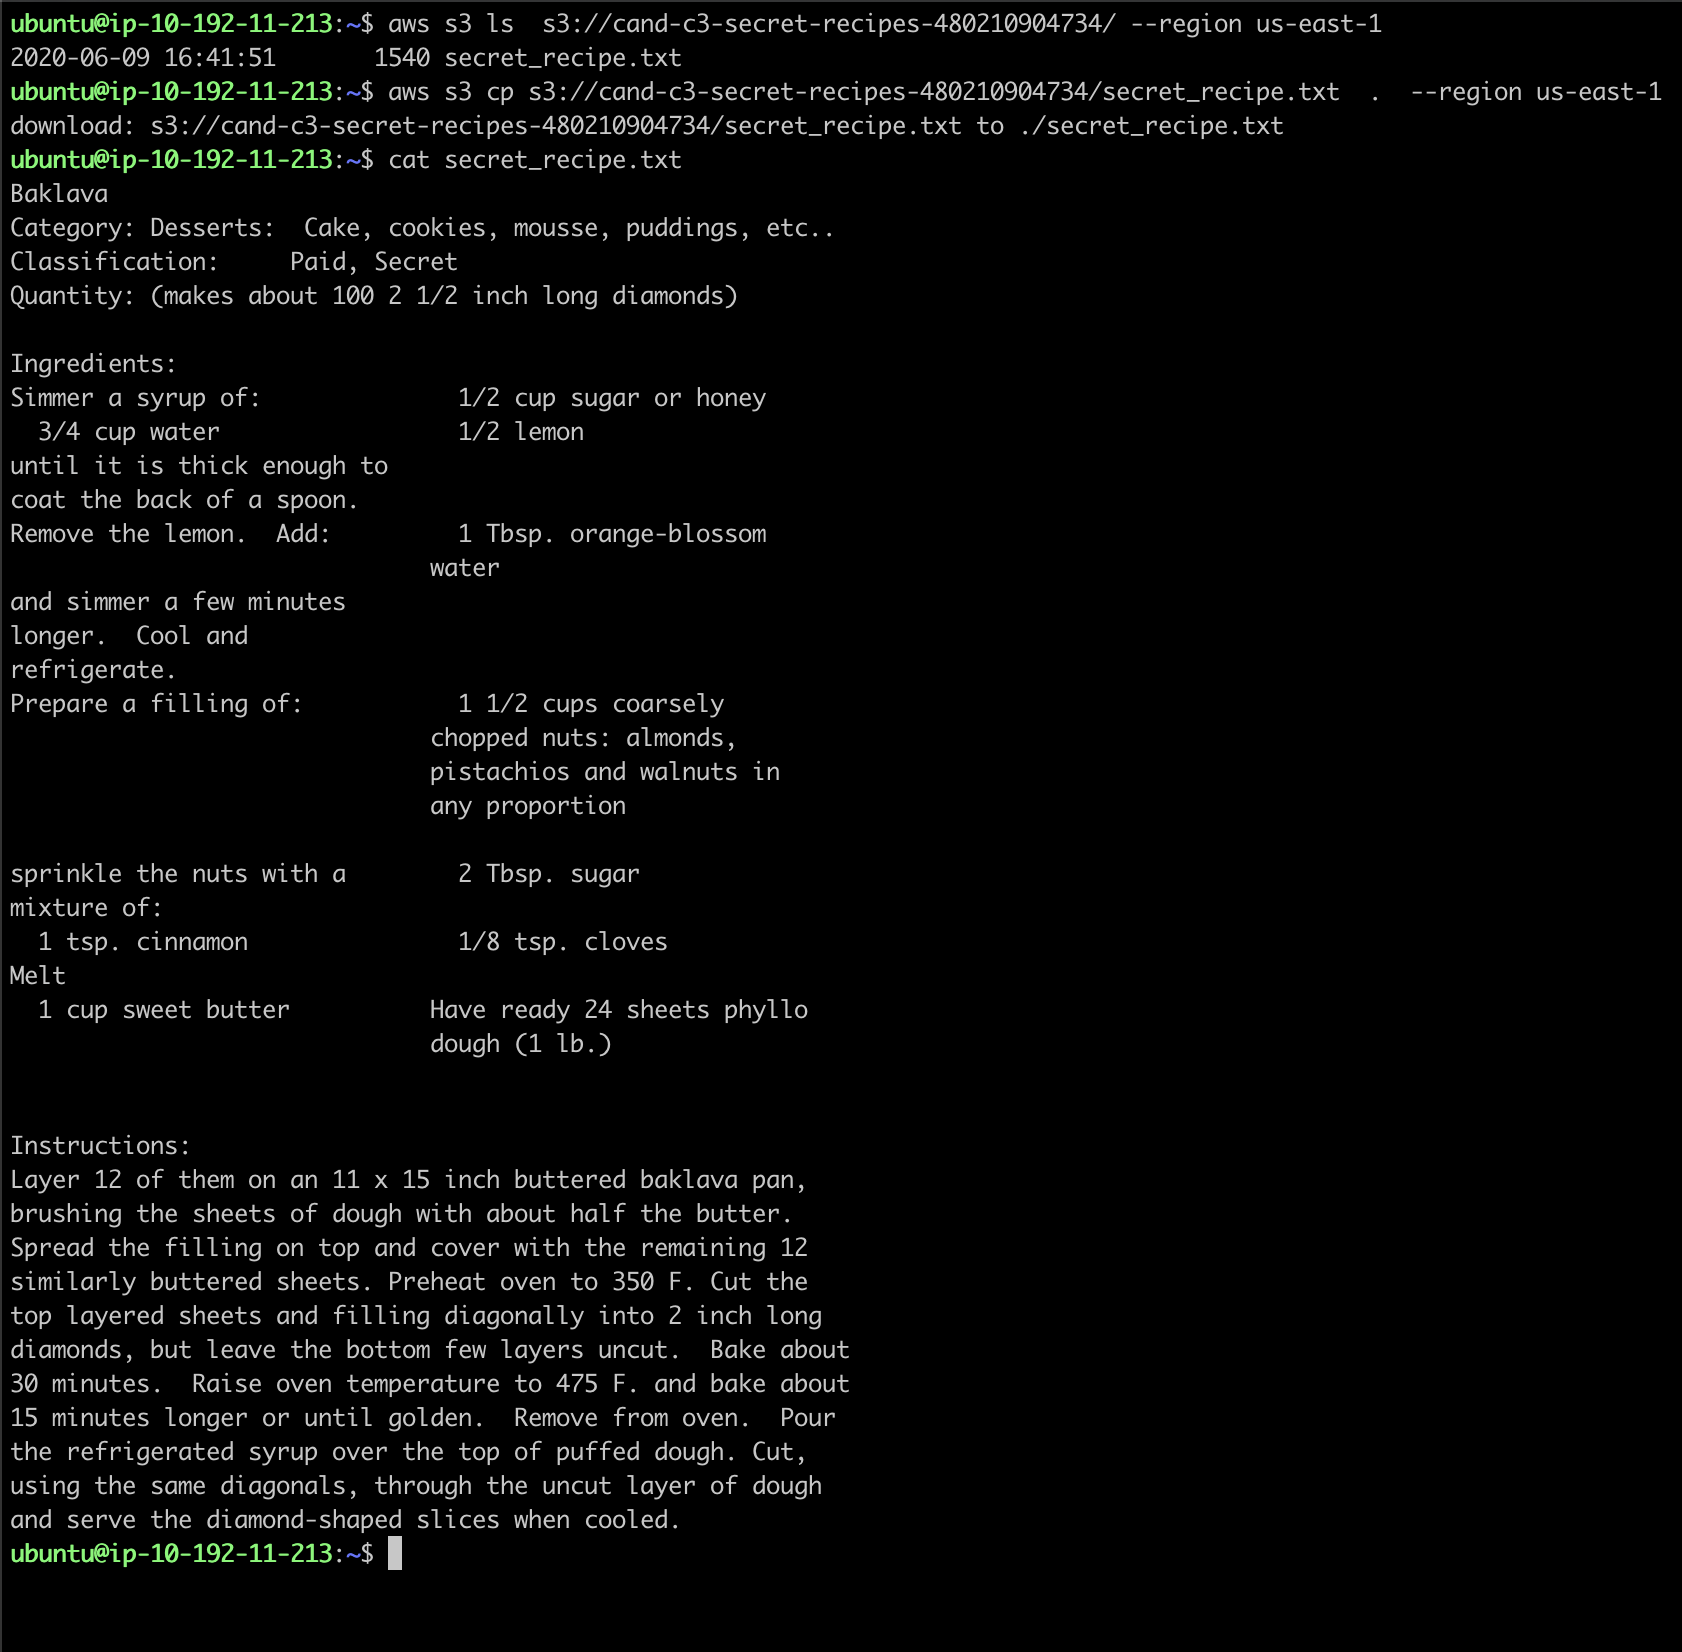 ubuntu@ip-10-192-11-213:~$ aws s3 ls  s3://cand-c3-secret-recipes-480210904734/ --region us-east-1
2020-06-09 16:41:51       1540 secret_recipe.txt
ubuntu@ip-10-192-11-213:~$ aws s3 cp s3://cand-c3-secret-recipes-480210904734/secret_recipe.txt  .  --region us-east-1
download: s3://cand-c3-secret-recipes-480210904734/secret_recipe.txt to ./secret_recipe.txt
ubuntu@ip-10-192-11-213:~$ cat secret_recipe.txt
Baklava
Category: Desserts:  Cake, cookies, mousse, puddings, etc..
Classification:     Paid, Secret
Quantity: (makes about 100 2 1/2 inch long diamonds)

Ingredients:
Simmer a syrup of:              1/2 cup sugar or honey
  3/4 cup water                 1/2 lemon
until it is thick enough to
coat the back of a spoon.
Remove the lemon.  Add:         1 Tbsp. orange-blossom
                              water
and simmer a few minutes
longer.  Cool and
refrigerate.
Prepare a filling of:           1 1/2 cups coarsely
                              chopped nuts: almonds,
                              pistachios and walnuts in
                              any proportion

sprinkle the nuts with a        2 Tbsp. sugar
mixture of:
  1 tsp. cinnamon               1/8 tsp. cloves
Melt
  1 cup sweet butter          Have ready 24 sheets phyllo
                              dough (1 lb.)


Instructions:
Layer 12 of them on an 11 x 15 inch buttered baklava pan,
brushing the sheets of dough with about half the butter.
Spread the filling on top and cover with the remaining 12
similarly buttered sheets. Preheat oven to 350 F. Cut the
top layered sheets and filling diagonally into 2 inch long
diamonds, but leave the bottom few layers uncut.  Bake about
30 minutes.  Raise oven temperature to 475 F. and bake about
15 minutes longer or until golden.  Remove from oven.  Pour
the refrigerated syrup over the top of puffed dough. Cut,
using the same diagonals, through the uncut layer of dough
and serve the diamond-shaped slices when cooled.
ubuntu@ip-10-192-11-213:~$